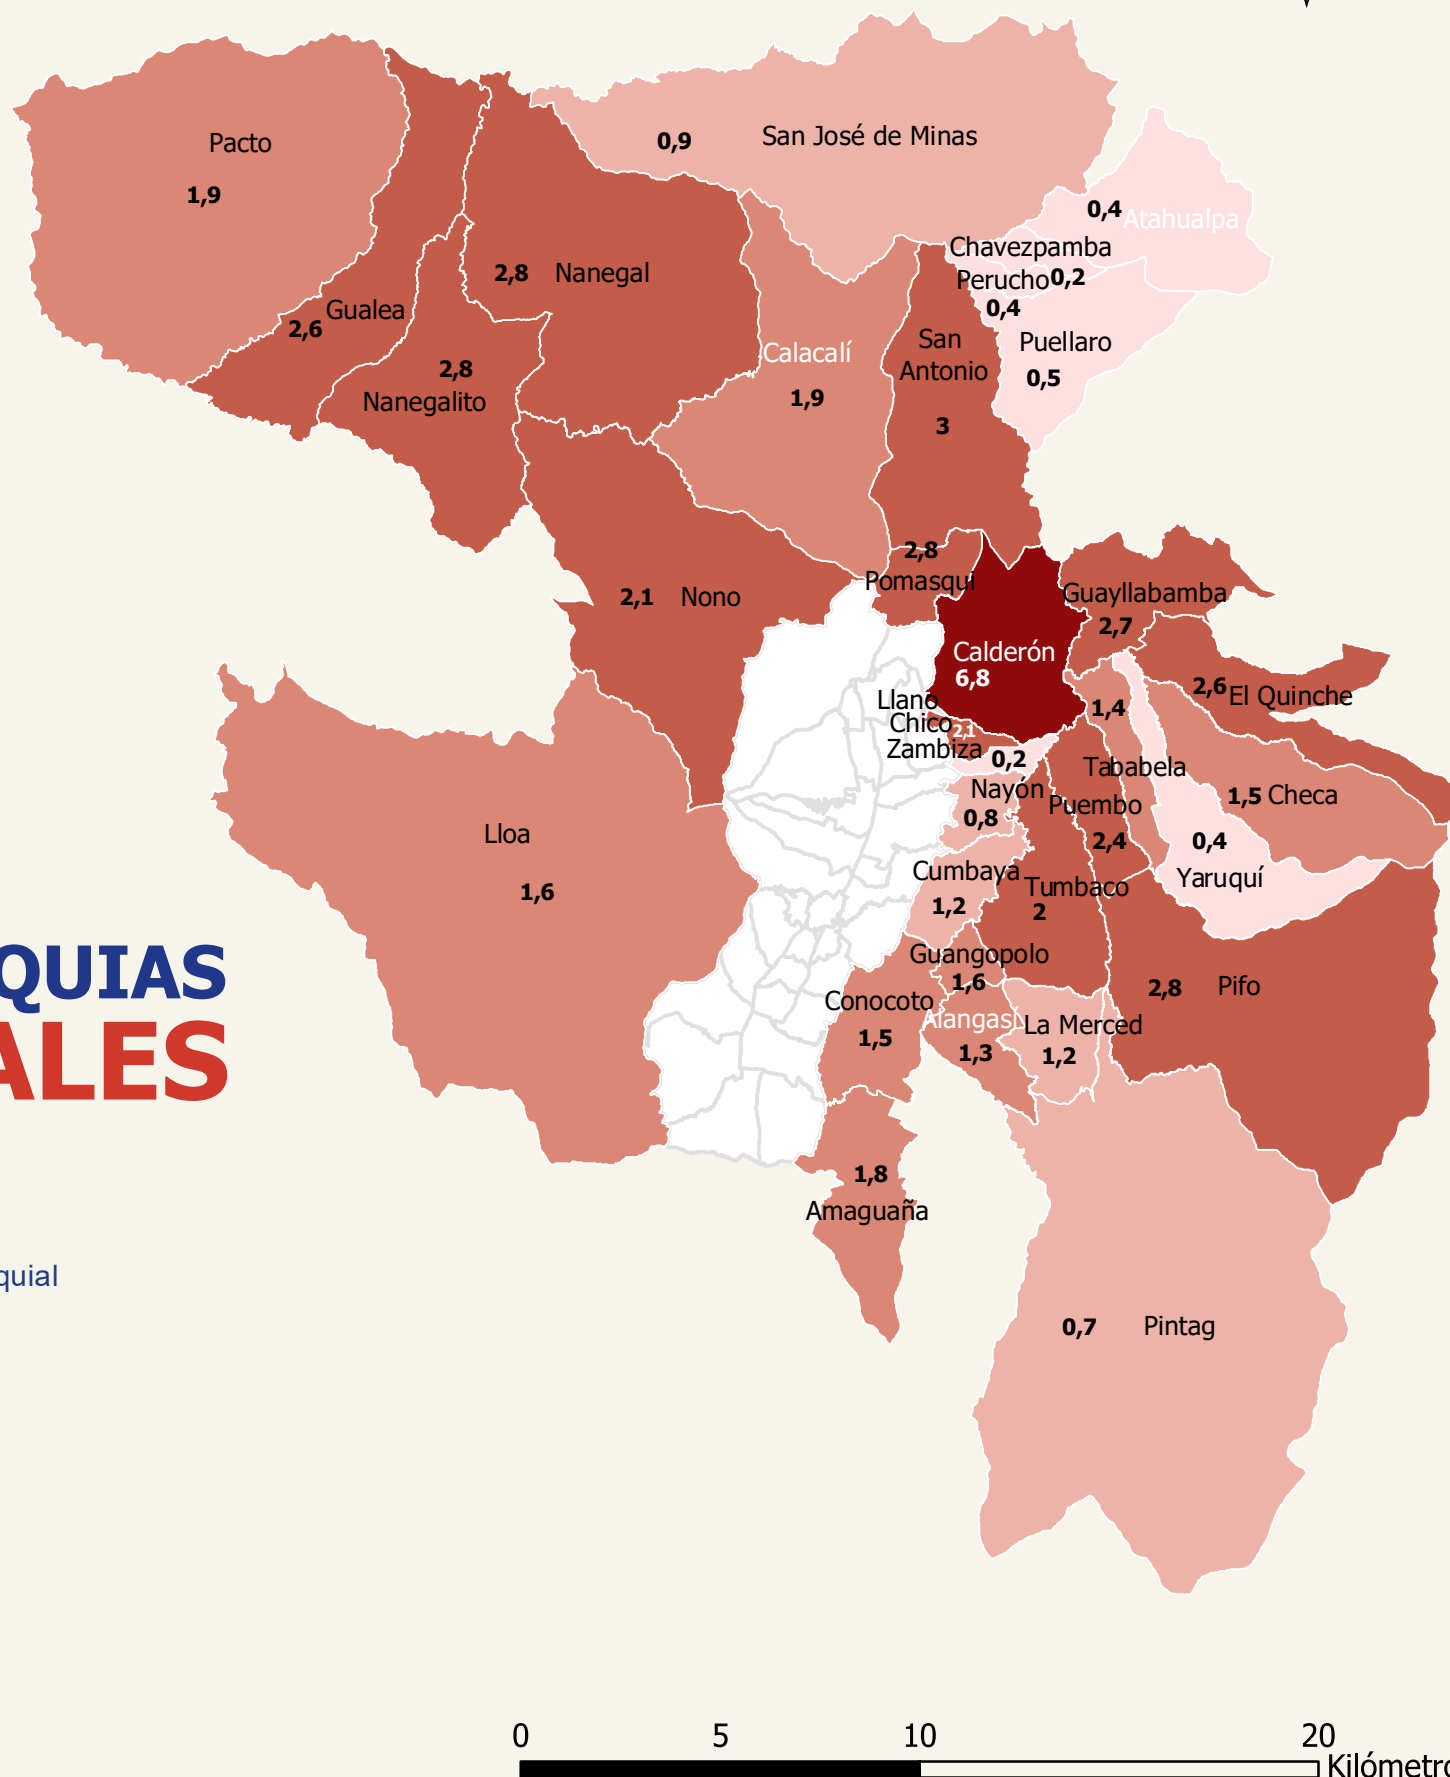 Pacto
1,9
0,9
San José de Minas
0,4
Atahualpa
Chavezpamba
Perucho
0,2
0,4
2,8
Nanegal
Gualea
2,6
San
Antonio
3
Puellaro
0,5
Calacalí
1,9
2,8
Nanegalito
2,8
Pomasqui
2,1
Nono
Guayllabamba
2,7
Calderón
6,8
2,6
El Quinche
Llano
Chico
2,1
1,4
Zambiza
0,2
Tababela
Nayón
0,8
Puembo
2,4
1,5
Checa
Lloa
1,6
0,4
Yaruquí
Cumbaya
1,2
Tumbaco
2
QUIAS
ALES
Guangopolo
1,6
2,8
Pifo
Conocoto
1,5
Alangasí
1,3
La Merced
1,2
1,8
Amaguaña
quial
0,7
Pintag
0
5
10
20
Kilómetro